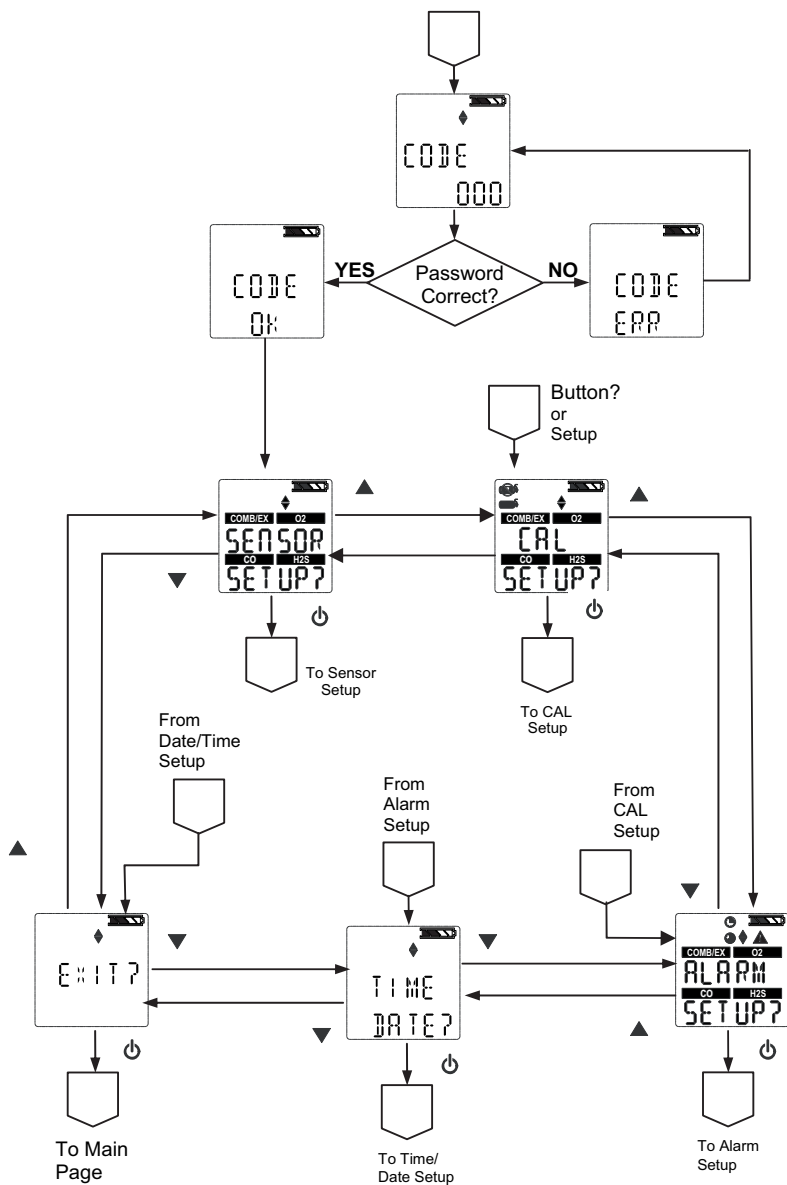 CODE
000
YES
Password
Correct?
NO
CODE
OK
CODE
ERR
Button?
or
Setup
COMB/EX O2
SENSOR
CO H2S
SETUP?
COMB/EX O2
CAL
CO H2S
SETUP?
To Sensor
Setup
To CAL
Setup
From
Date/Time
Setup
From
Alarm
Setup
From
CAL
Setup
EXIT?
TIME
DATE?
COMB/EX O2
ALARM
CO H2S
SETUP?
To Main
Page
To Time/
Date Setup
To Alarm
Setup